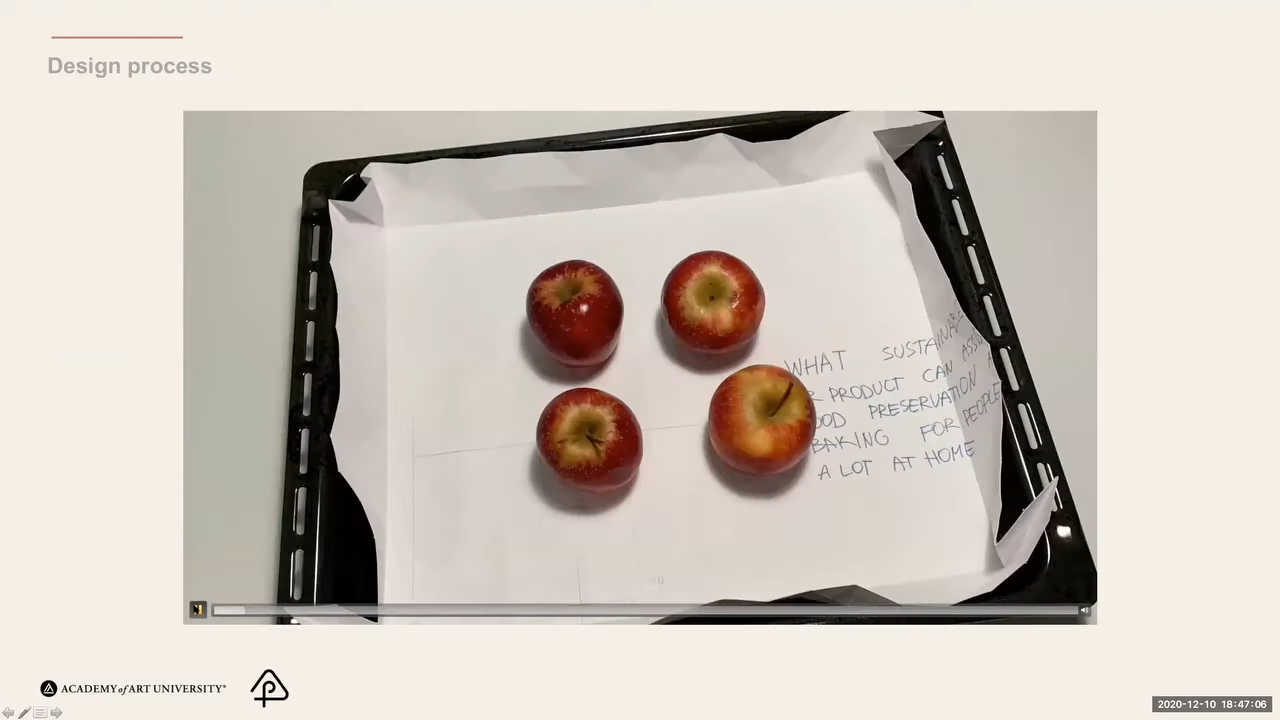 Design process
WHAT SUSTAINAB
R PRODUCT CAN ASS
OOD PRESERVATION
BAKING FOR PEOPLE
A LOT AT HOME
ACADEMY of ART UNIVERSITY
2020-12-10 18:47:06